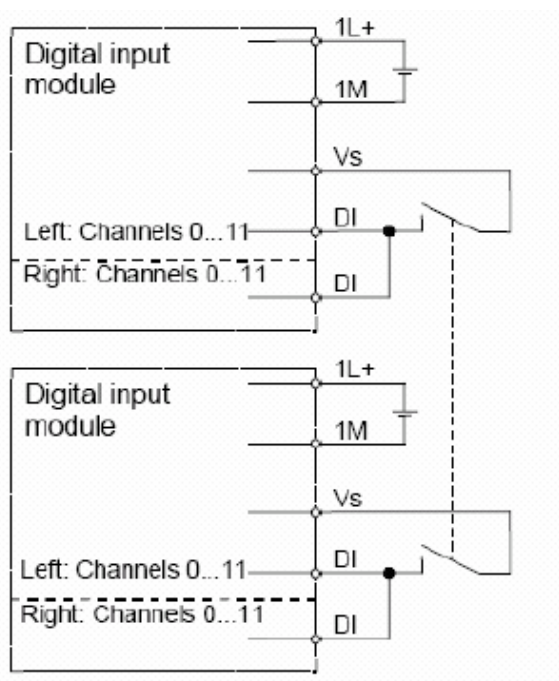 Digital input
module
1L+
1M
Vs
Left: Channels 0...11
DI
Right: Channels 0...11
DI
Digital input
module
1L+
1M
Vs
Left: Channels 0...11
DI
Right: Channels 0...11
DI